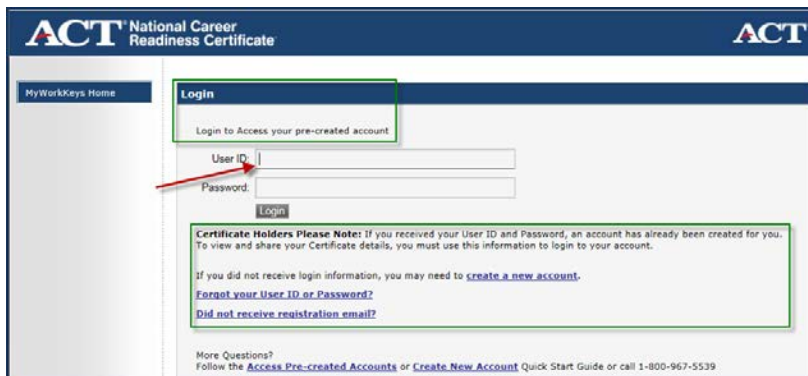 ACT® National Career
Readiness Certificate
ACT
MyWorkKeys Home
Login
Login to Access your pre-created account
User ID:
Password:
Login
Certificate Holders Please Note: If you received your User ID and Password, an account has already been created for you.
To view and share your Certificate details, you must use this information to login to your account.
If you did not receive login information, you may need to create a new account.
Forgot your User ID or Password?
Did not receive registration email?
More Questions?
Follow the Access Pre-created Accounts or Create New Account Quick Start Guide or call 1-800-967-5539